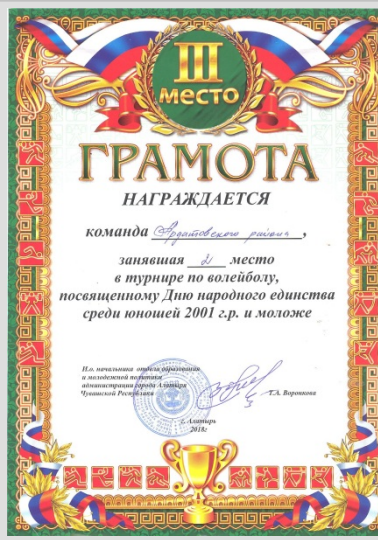 III
место
ГРАМОТА
НАГРАЖДАЕТСЯ
команда Ардатовского района,
занявшая 2 место
в турнире по волейболу,
посвященному Дню народного единства
среди юношей 2001 г.р. и моложе
И.о. начальника отдела образования
и молодежной политики
администрации города Алатыря
Чувашской Республики Т.А. Воронкова
г. Алатырь
2018г